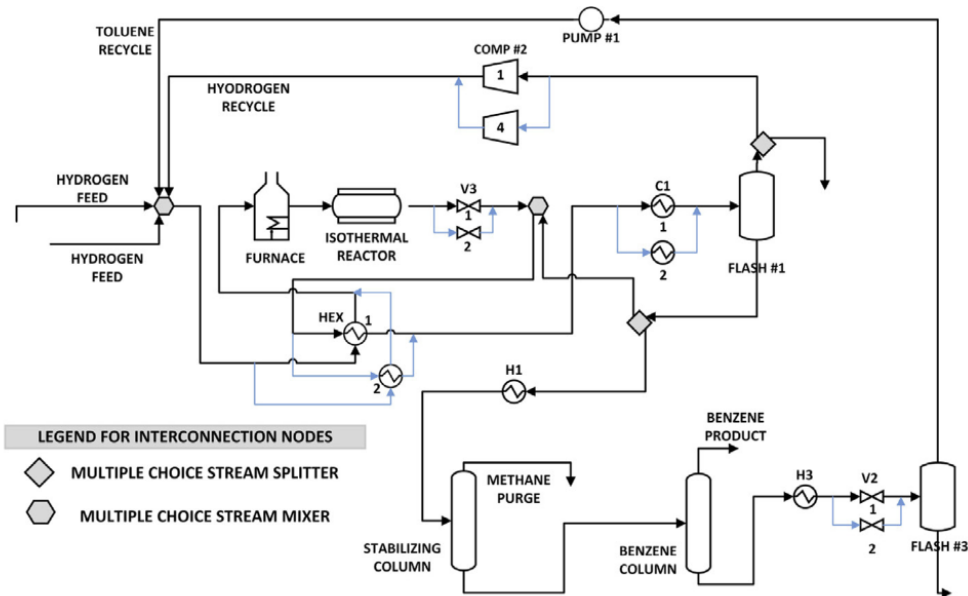 TOLUENE
RECYCLE
PUMP #1
COMP #2
1
HYODROGEN
RECYCLE
4
HYDROGEN
FEED
HYDROGEN
FEED
FURNACE
ISOTHERMAL
REACTOR
V3
1
2
C1
1
2
FLASH #1
HEX
1
2
H1
LEGEND FOR INTERCONNECTION NODES
MULTIPLE CHOICE STREAM SPLITTER
MULTIPLE CHOICE STREAM MIXER
METHANE
PURGE
STABILIZING
COLUMN
BENZENE
PRODUCT
BENZENE
COLUMN
H3
V2
1
2
FLASH #3